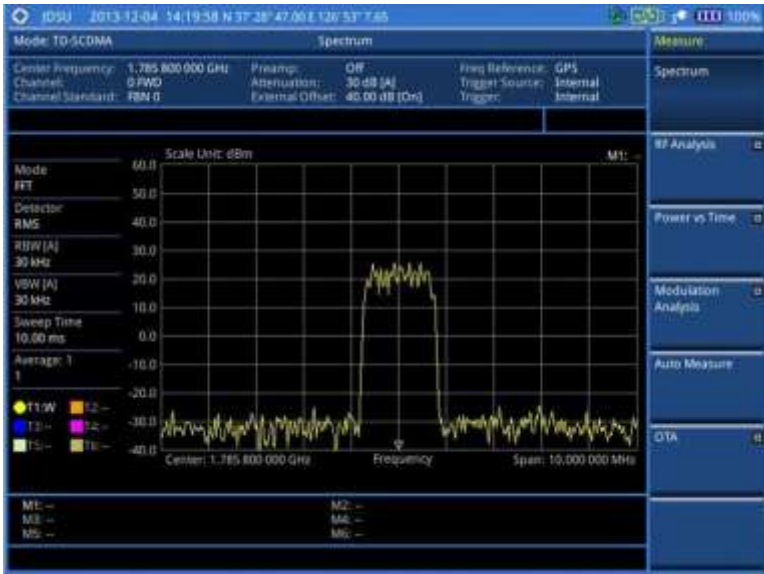 JDSU 2013-12-04 14:19:58 N 37° 28' 47.00 E 126° 53' 7.65 100%
Mode: TD-SCDMA Spectrum Measure
Center Frequency: 1.785 800 000 GHz Preamp: Off Freq Reference: GPS
Channel: 0 FWD Attenuation: 30 dB [A] Trigger Source: Internal
Channel Standard: FBN 0 External Offset: 40.00 dB [On] Trigger: Internal
Spectrum
RF Analysis
Power vs Time
Modulation
Analysis
Auto Measure
OTA
Scale Unit: dBm M1: --
Mode
FFT
Detector
RMS
RBW [A]
30 kHz
VBW [A]
30 kHz
Sweep Time
10.00 ms
Average: 1
1
T1:W T2:--
T3:-- T4:--
T5:-- T6:--
60.0
50.0
40.0
30.0
20.0
10.0
0.0
-10.0
-20.0
-30.0
-40.0
Center: 1.785 800 000 GHz Frequency Span: 10.000 000 MHz
M1: -- M2: --
M3: -- M4: --
M5: -- M6: --